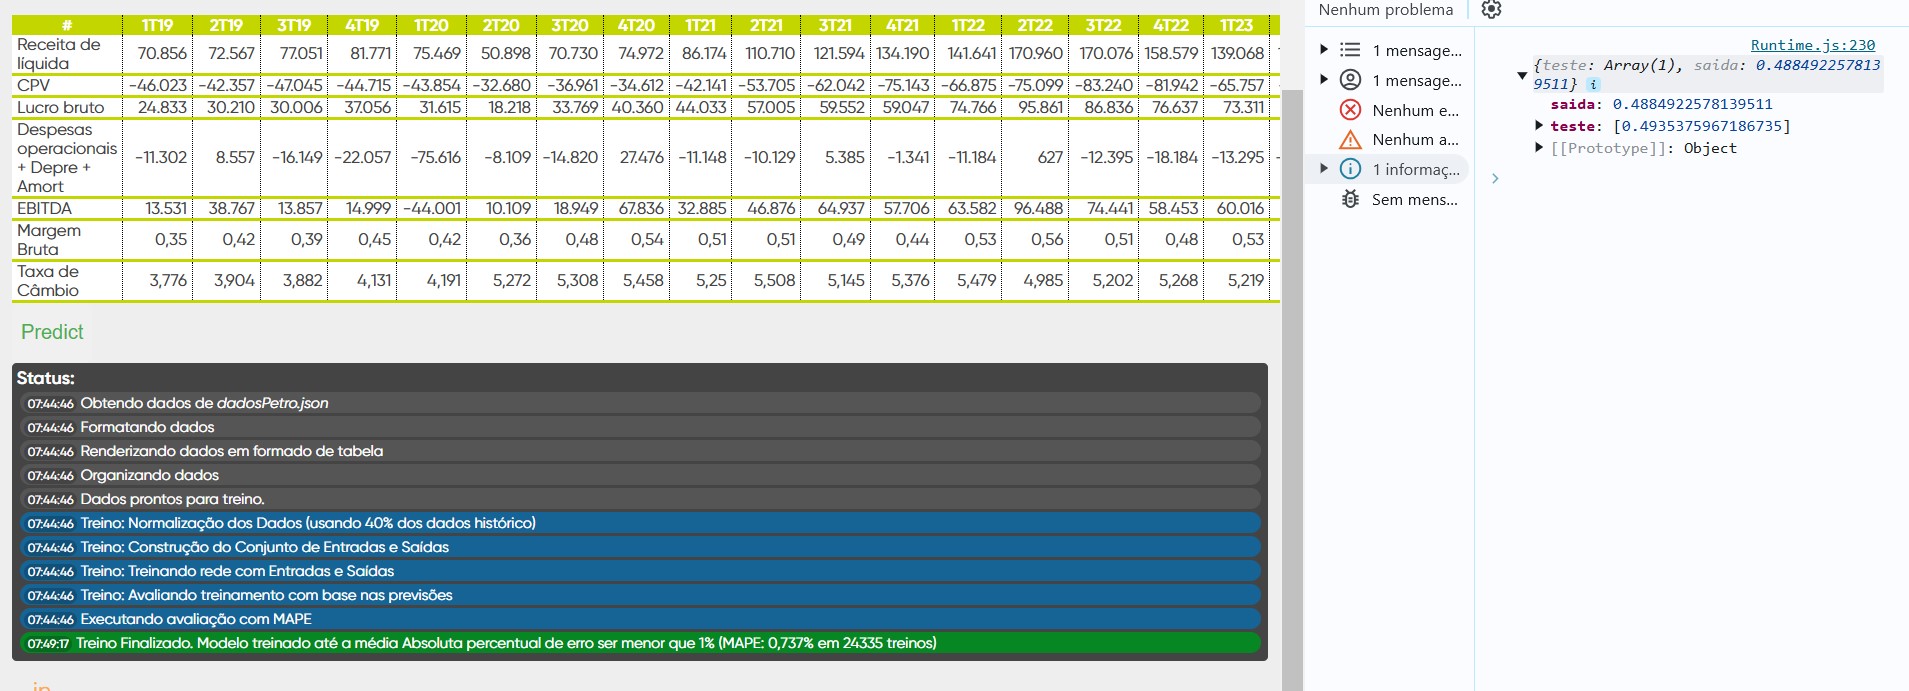 # 1T19 2T19 3T19 4T19 1T20 2T20 3T20 4T20 1T21 2T21 3T21 4T21 1T22 2T22 3T22 4T22 1T23
Receita de
líquida 70.856 72.567 77.051 81.771 75.469 50.898 70.730 74.972 86.174 110.710 121.594 134.190 141.641 170.960 170.076 158.579 139.068
CPV -46.023 -42.357 -47.045 -44.715 -43.854 -32.680 -36.961 -34.612 -42.141 -53.705 -62.042 -75.143 -66.875 -75.099 -83.240 -81.942 -65.757
Lucro bruto 24.833 30.210 30.006 37.056 31.615 18.218 33.769 40.360 44.033 57.005 59.552 59.047 74.766 95.861 86.836 76.637 73.311
Despesas
operacionais
+ Depre +
Amort -11.302 8.557 -16.149 -22.057 -75.616 -8.109 -14.820 27.476 -11.148 -10.129 5.385 -1.341 -11.184 627 -12.395 -18.184 -13.295
EBITDA 13.531 38.767 13.857 14.999 -44.001 10.109 18.949 67.836 32.885 46.876 64.937 57.706 63.582 96.488 74.441 58.453 60.016
Margem
Bruta 0,35 0,42 0,39 0,45 0,42 0,36 0,48 0,54 0,51 0,51 0,49 0,44 0,53 0,56 0,51 0,48 0,53
Taxa de
Câmbio 3,776 3,904 3,882 4,131 4,191 5,272 5,308 5,458 5,25 5,508 5,145 5,376 5,479 4,985 5,202 5,268 5,219
Predict
Status:
07:44:46 Obtendo dados de dadosPetro.json
07:44:46 Formatando dados
07:44:46 Renderizando dados em formado de tabela
07:44:46 Organizando dados
07:44:46 Dados prontos para treino.
07:44:46 Treino: Normalização dos Dados (usando 40% dos dados histórico)
07:44:46 Treino: Construção do Conjunto de Entradas e Saídas
07:44:46 Treino: Treinando rede com Entradas e Saídas
07:44:46 Treino: Avaliando treinamento com base nas previsões
07:44:46 Executando avaliação com MAPE
07:49:17 Treino Finalizado. Modelo treinado até a média Absoluta percentual de erro ser menor que 1% (MAPE: 0,737% em 24335 treinos)
Nenhum problema
1 mensage...
1 mensage...
Nenhum e...
Nenhum a...
1 informaç...
Sem mens...
Runtime.js:230
{teste: Array(1), saida: 0.488492257813
9511} i
saida: 0.4884922578139511
teste: [0.4935375967186735]
[[Prototype]]: Object